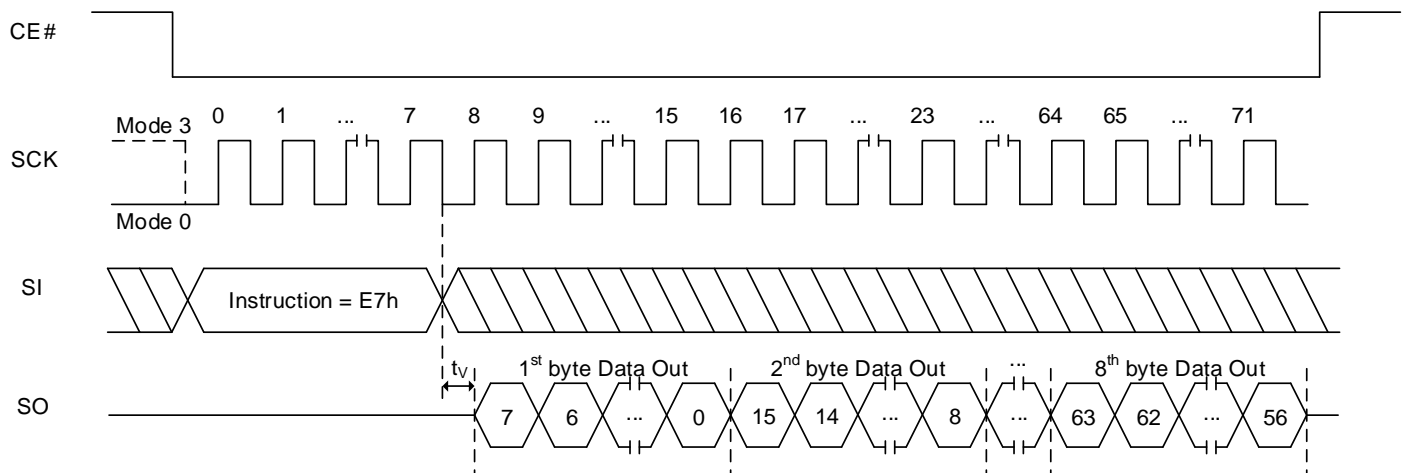 CE#
0 1 ... 7 8 9 ... 15 16 17 ... 23 ... 64 65 ... 71
Mode 3
SCK
Mode 0
SI
Instruction = E7h
tV 1st byte Data Out 2nd byte Data Out ... 8th byte Data Out
SO
7 6 ... 0 15 14 ... 8 ... 63 62 ... 56